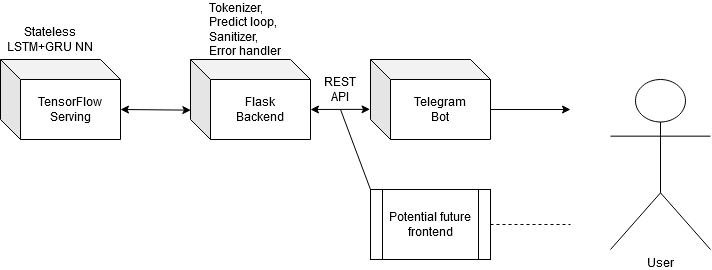 Stateless
LSTM+GRU NN
TensorFlow
Serving
Tokenizer,
Predict loop,
Sanitizer,
Error handler
Flask
Backend
REST
API
Telegram
Bot
Potential future
frontend
User